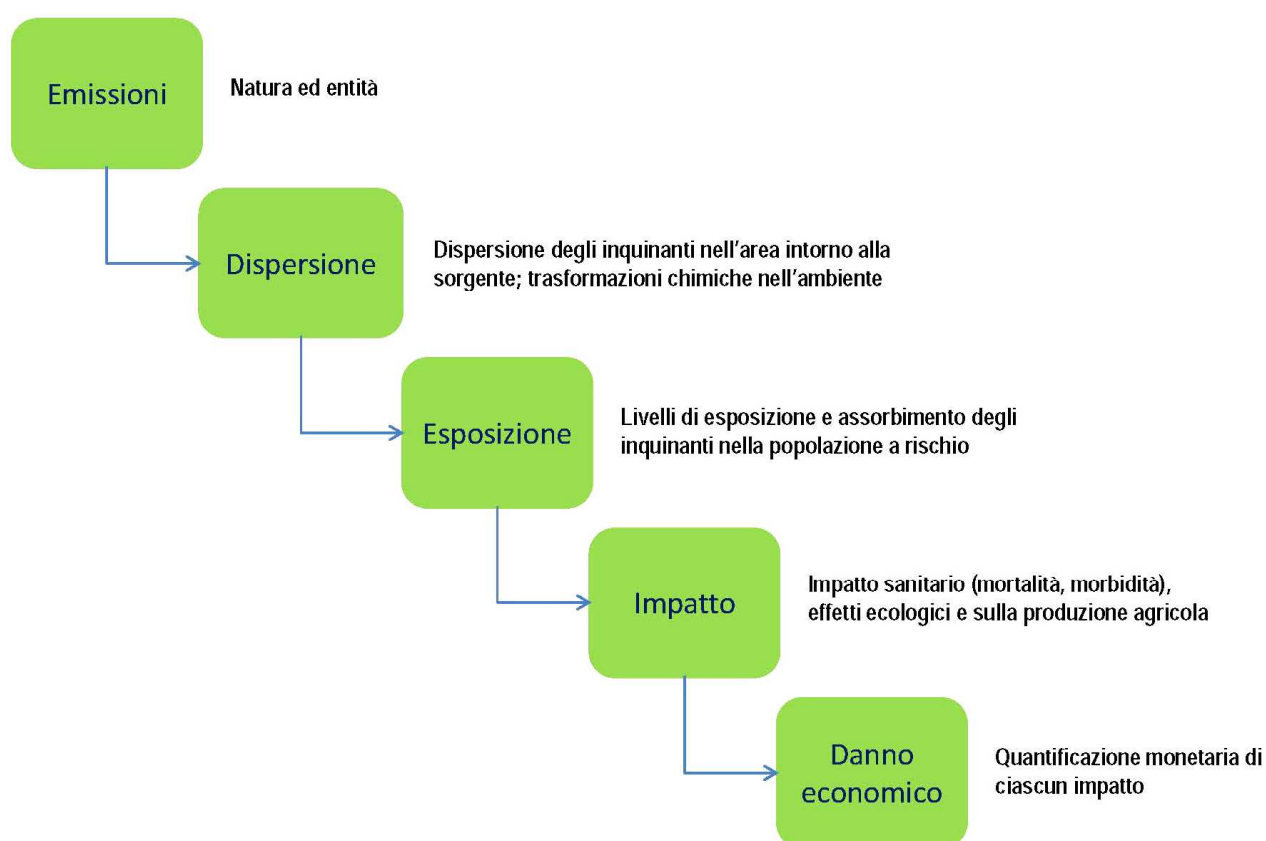 Emissioni
Natura ed entità
Dispersione
Dispersione degli inquinanti nell'area intorno alla
sorgente; trasformazioni chimiche nell'ambiente
Esposizione
Livelli di esposizione e assorbimento degli
inquinanti nella popolazione a rischio
Impatto
Impatto sanitario (mortalità, morbidità),
effetti ecologici e sulla produzione agricola
Danno
economico
Quantificazione monetaria di
ciascun impatto